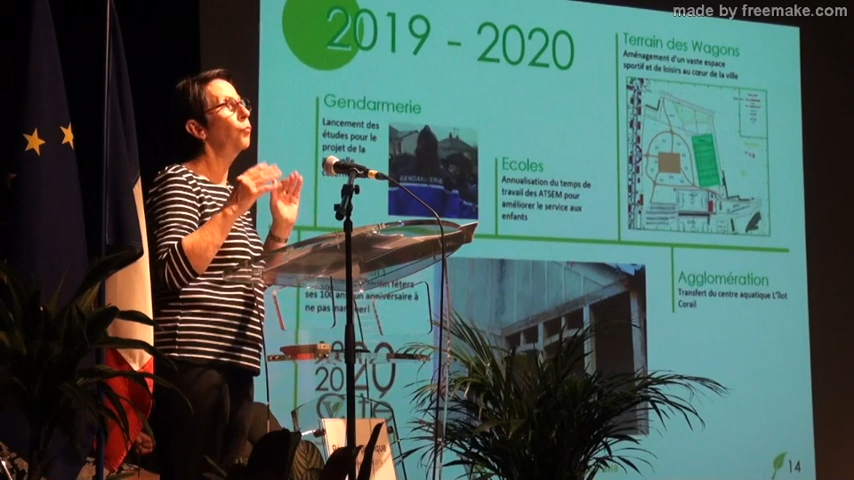 made by freemake.com
2019 - 2020
Terrain des Wagons
Aménagement d'un vaste espace
sportif et de loisirs au cœur de la ville
Gendarmerie
Lancement des
études pour le
projet de la
GENDARMERIE
Ecoles
Annualisation du temps de
travail des ATSEM pour
améliorer le service aux
enfants
Agglomération
Transfert du centre aquatique L'îlot
Corail
fêtera
ses 100 ans un anniversaire à
ne pas manquer!
14